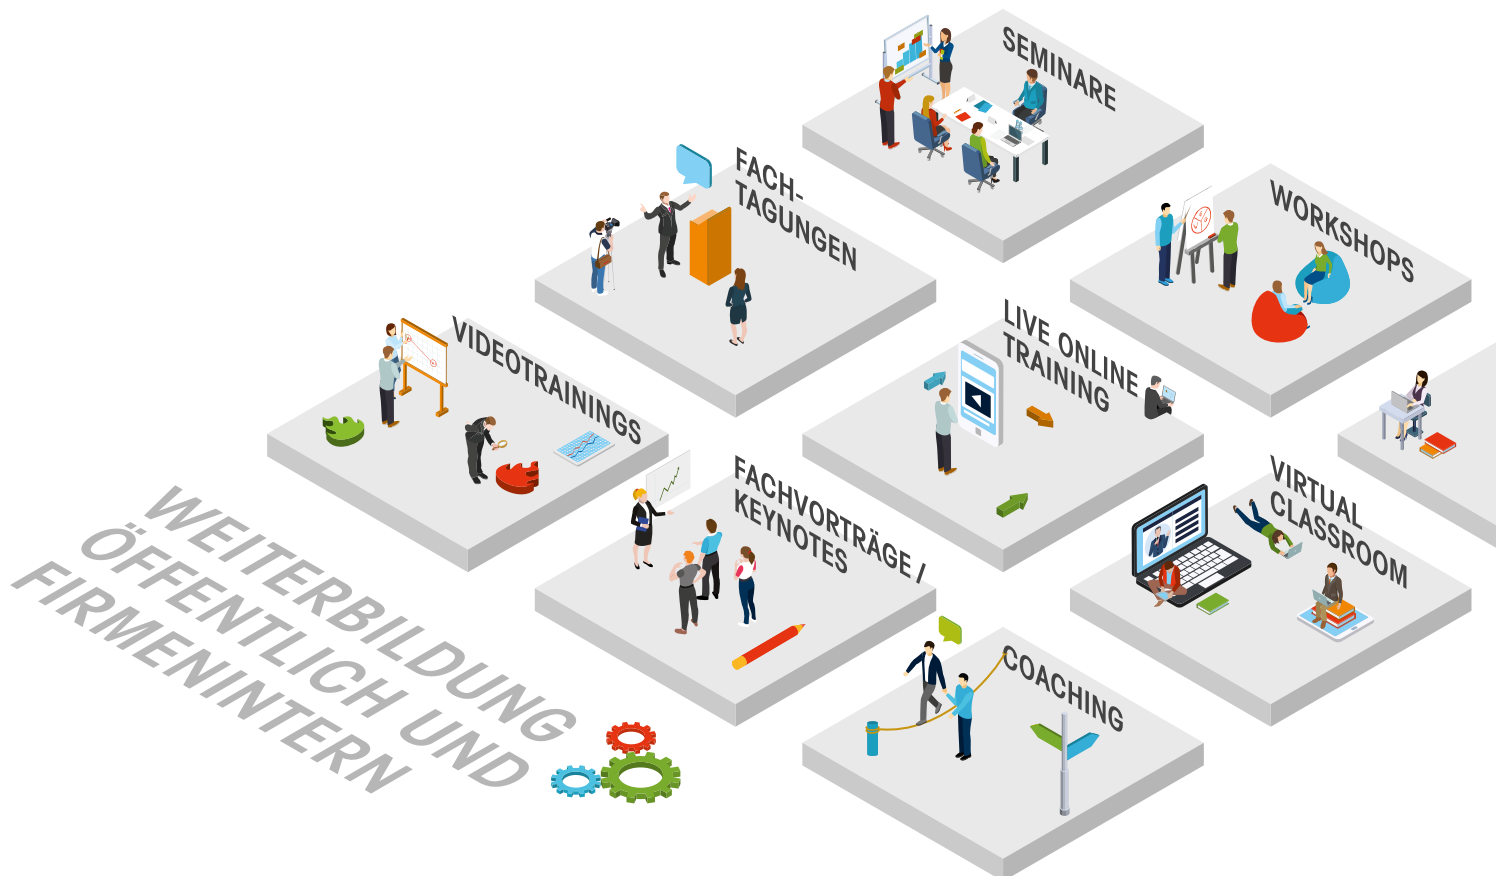 SEMINARE
FACH-
TAGUNGEN
WORKSHOPS
VIDEOTRAININGS
LIVE ONLINE
TRAINING
FACHVORTRÄGE /
KEYNOTES
VIRTUAL
CLASSROOM
COACHING
WEITERBILDUNG
ÖFFENTLICH UND
FIRMENINTERN